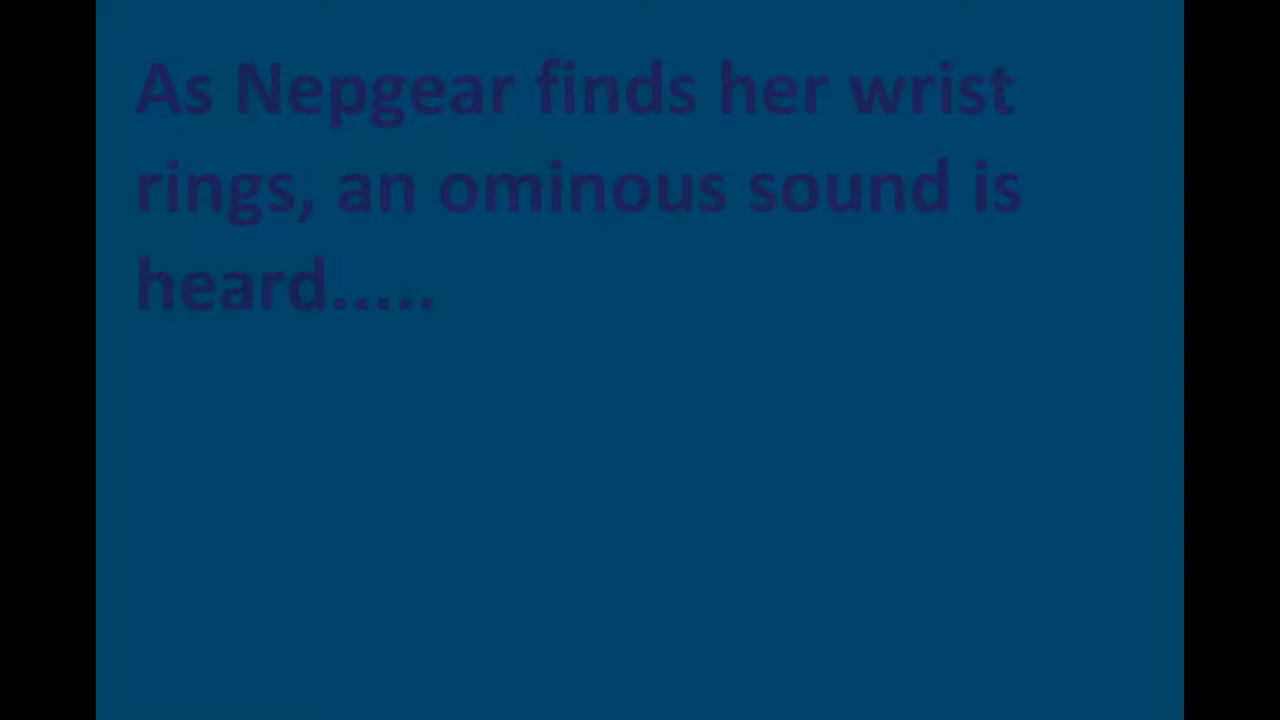 As Nepgear finds her wrist
rings, an ominous sound is
heard.....